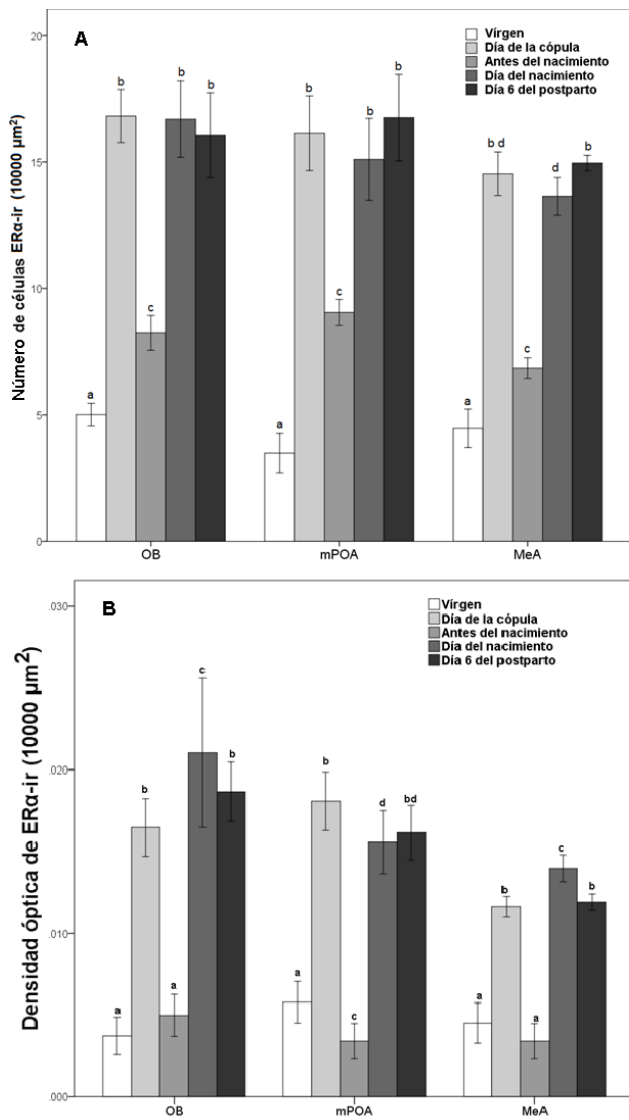 A
Vírgen
Día de la cópula
Antes del nacimiento
Día del nacimiento
Día 6 del postparto
Número de células ERα-ir (10000 µm²)
20
15
10
5
0
a b c b b
a b c b b
a b d c d b
OB mPOA MeA
B
Vírgen
Día de la cópula
Antes del nacimiento
Día del nacimiento
Día 6 del postparto
Densidad óptica de ERα-ir (10000 µm²)
.030
.020
.010
.000
a b a c b
a b c d bd
a b a c b
OB mPOA MeA